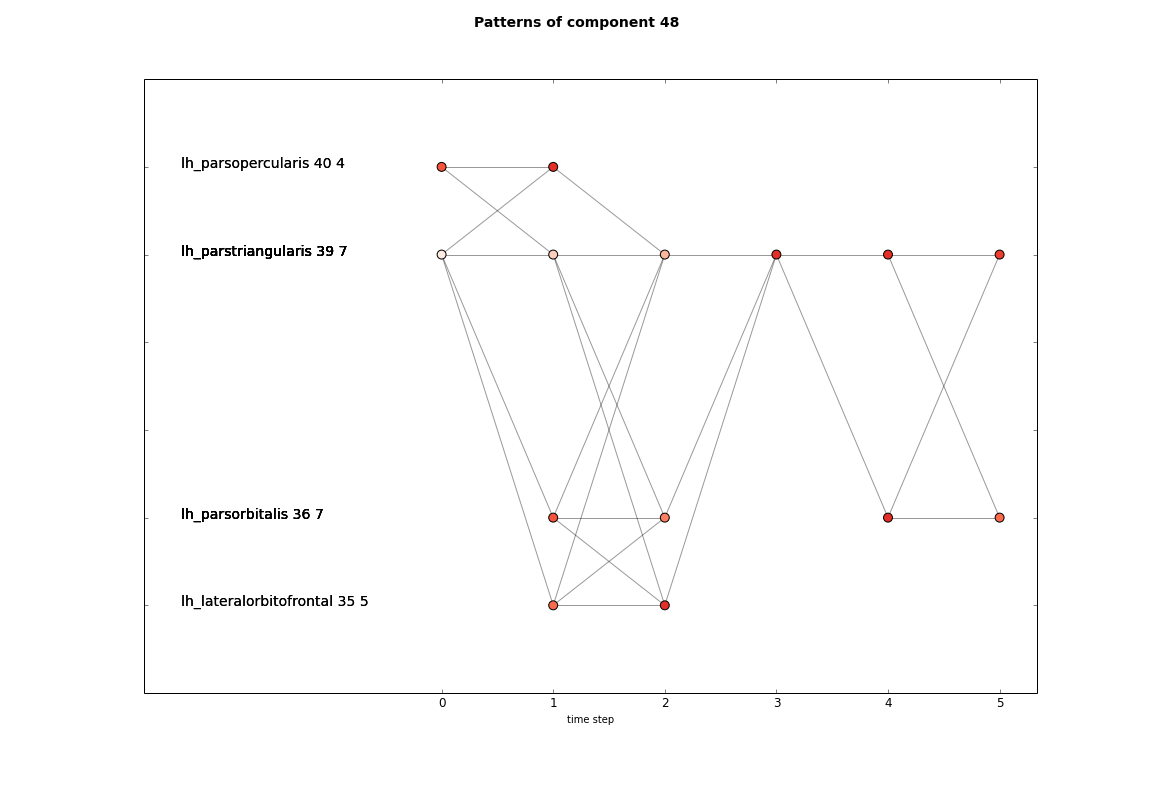 Patterns of component 48
lh_parsopercularis 40 4
lh_parstriangularis 39 7
lh_parsorbitalis 36 7
lh_lateralorbitofrontal 35 5
0 1 2 3 4 5
time step